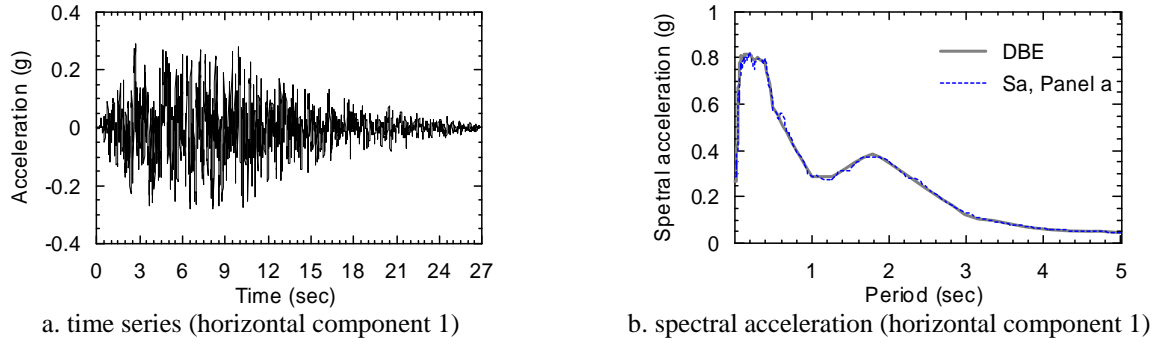 0.4
0.2
0
-0.2
-0.4
Acceleration (g)
0 3 6 9 12 15 18 21 24 27
Time (sec)
a. time series (horizontal component 1)
1
0.8
0.6
0.4
0.2
0
Spetral acceleration (g)
DBE
Sa, Panel a
1 2 3 4 5
Period (sec)
b. spectral acceleration (horizontal component 1)